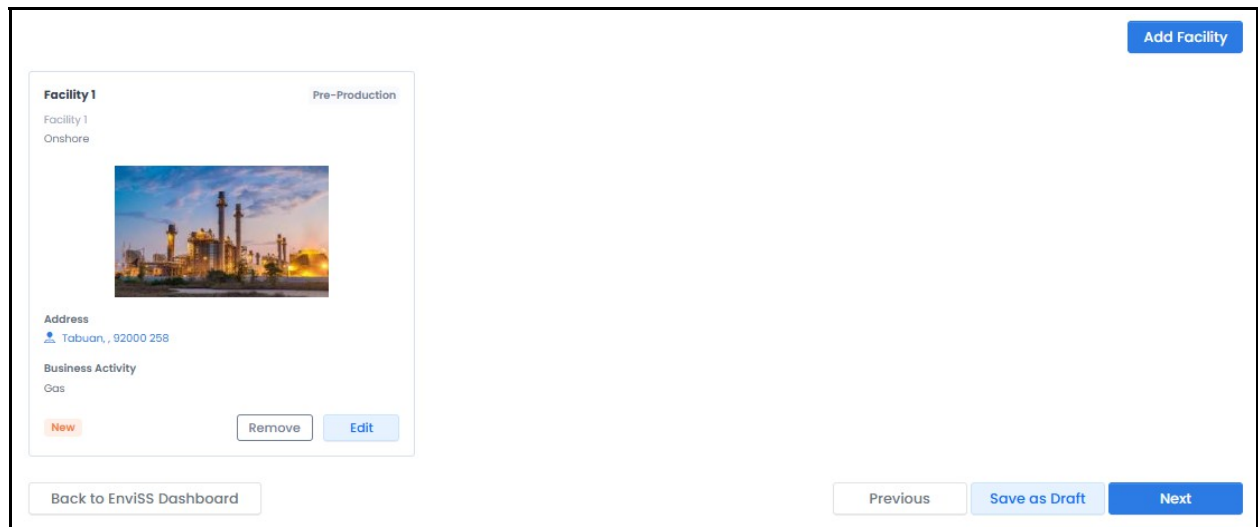 Add Facility
Facility 1 Pre-Production
Facility 1
Onshore
Address
Tabuan, , 92000 258
Business Activity
Gas
New Remove Edit
Back to EnviSS Dashboard Previous Save as Draft Next